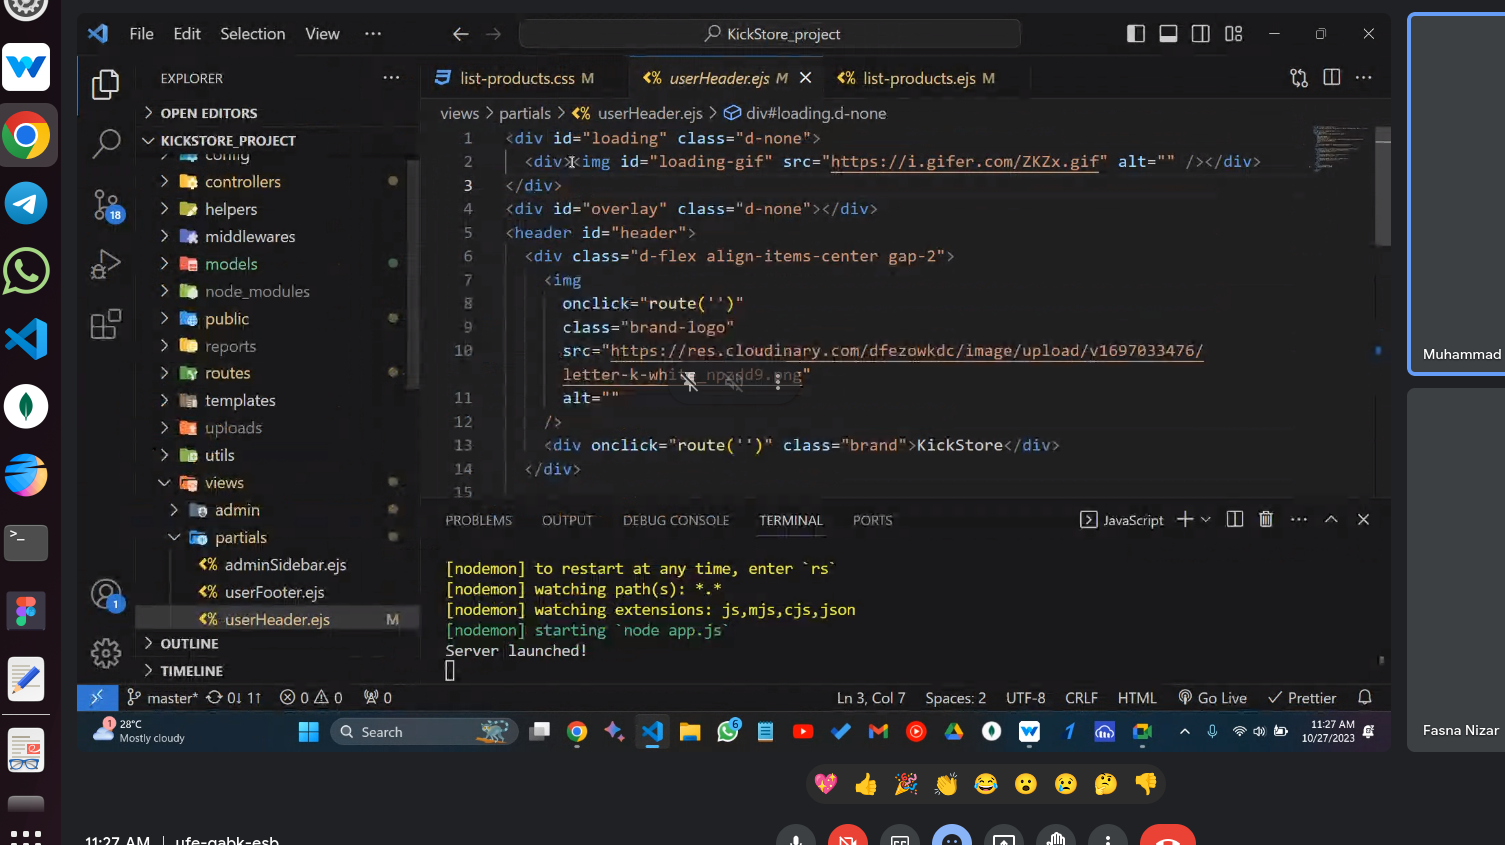 File Edit Selection View ···
KickStore_project
EXPLORER ···
list-products.css M
userHeader.ejs M
list-products.ejs M
OPEN EDITORS
views > partials > userHeader.ejs > div#loading.d-none
KICKSTORE_PROJECT
config
controllers
helpers
middlewares
models
node_modules
public
reports
routes
templates
uploads
utils
views
admin
partials
adminSidebar.ejs
userFooter.ejs
userHeader.ejs M
OUTLINE
TIMELINE
18
1
1 <div id="loading" class="d-none">
2 <div><img id="loading-gif" src="https://i.gifer.com/ZKZx.gif" alt="" /></div>
3 </div>
4 <div id="overlay" class="d-none"></div>
5 <header id="header">
6 <div class="d-flex align-items-center gap-2">
7 <img
8 onclick="route('')"
9 class="brand-logo"
10 src="https://res.cloudinary.com/dfezowkdc/image/upload/v1697033476/
letter-k-white_npzdd9.png"
11 alt=""
12 />
13 <div onclick="route('')" class="brand">KickStore</div>
14 </div>
15
PROBLEMS OUTPUT DEBUG CONSOLE TERMINAL PORTS
JavaScript
[nodemon] to restart at any time, enter `rs`
[nodemon] watching path(s): *.*
[nodemon] watching extensions: js,mjs,cjs,json
[nodemon] starting `node app.js`
Server launched!
master* 0↓ 1↑ 0 0 0
Ln 3, Col 7 Spaces: 2 UTF-8 CRLF HTML Go Live Prettier
1
28°C
Mostly cloudy
Search
6
11:27 AM
10/27/2023
Muhammad
Fasna Nizar
11:27 AM | ufe-gabk-esb